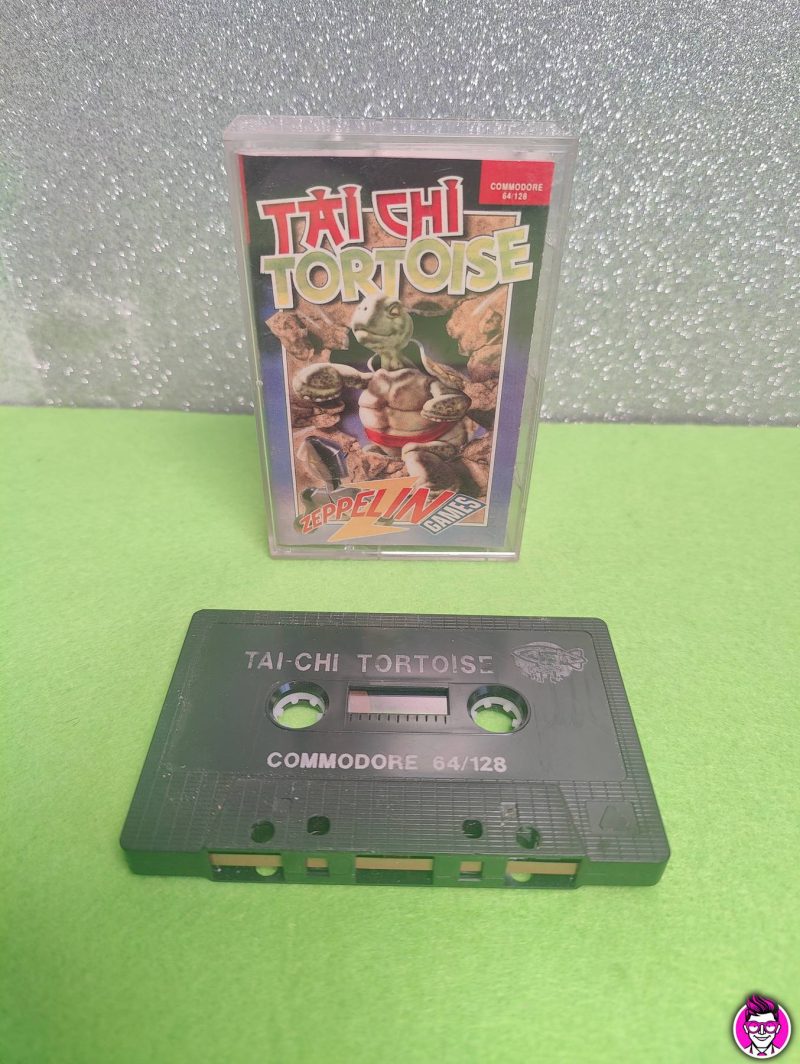 COMMODORE
64/128
TAI CHI
TORTOISE
ZEPPELIN
GAMES
TAI-CHI TORTOISE
COMMODORE 64/128